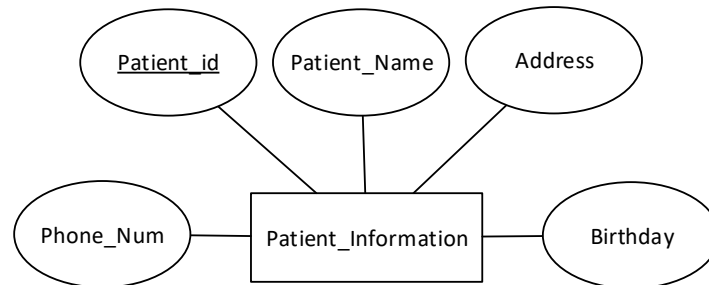 Patient_id
Patient_Name
Address
Phone_Num
Patient_Information
Birthday